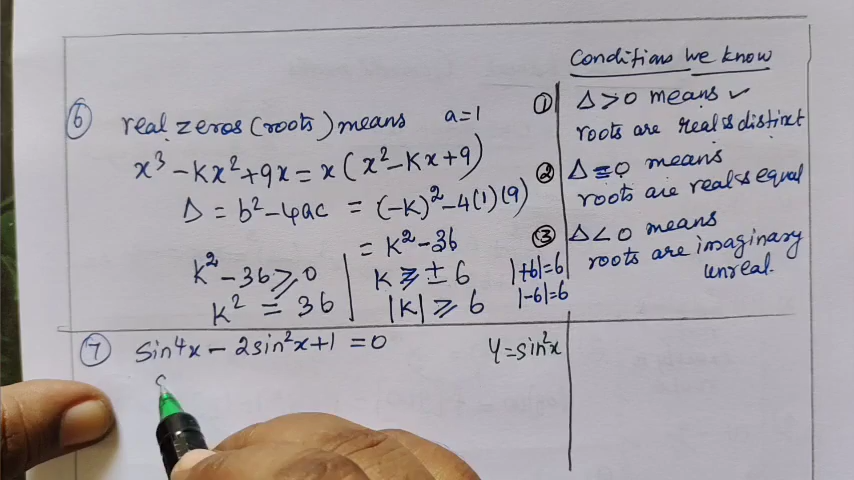 Conditions we know
⑥ real zeros (roots) means a=1
x³ - Kx² + 9x = x(x² - Kx + 9)
Δ = b² - 4ac = (-K)² - 4(1)(9)
= K² - 36
K² - 36 ≥ 0
K² = 36
K ≥ ± 6
|K| ≥ 6
|+6| = 6
|-6| = 6
① Δ > 0 means ✓
roots are real & distinct
② Δ = 0 means
roots are real & equal
③ Δ < 0 means
roots are imaginary
unreal.
⑦ sin⁴x - 2sin²x + 1 = 0 Y = sin²x